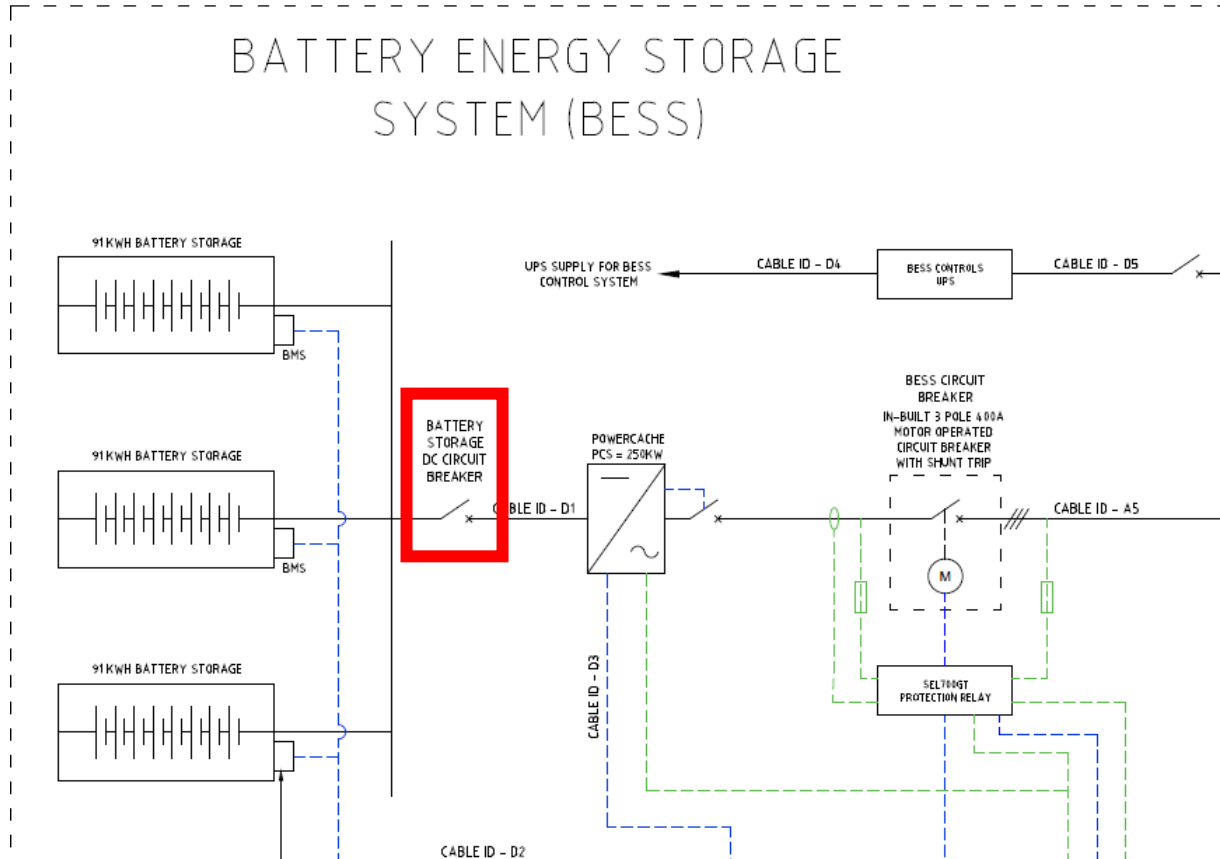 BATTERY ENERGY STORAGE
SYSTEM (BESS)
91KWH BATTERY STORAGE
BMS
UPS SUPPLY FOR BESS
CONTROL SYSTEM
CABLE ID - D4
BESS CONTROLS
UPS
CABLE ID - D5
BATTERY
STORAGE
DC CIRCUIT
BREAKER
CABLE ID - D1
POWERCACHE
PCS = 250KW
BESS CIRCUIT
BREAKER
IN-BUILT 3 POLE 400A
MOTOR OPERATED
CIRCUIT BREAKER
WITH SHUNT TRIP
CABLE ID - A5
M
91KWH BATTERY STORAGE
BMS
SEL700GT
PROTECTION RELAY
CABLE ID - D3
91KWH BATTERY STORAGE
BMS
CABLE ID - D2